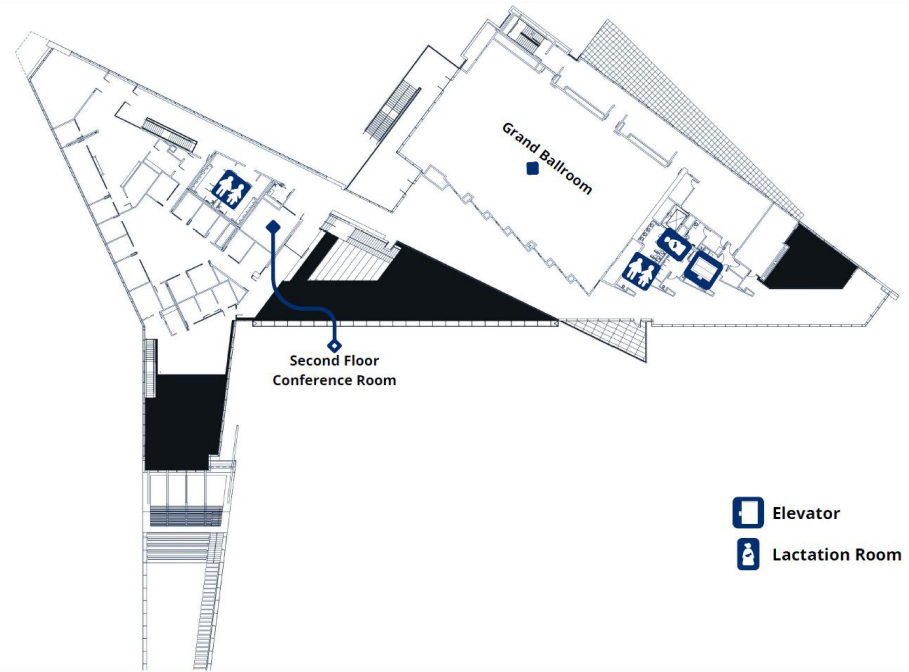 Grand Ballroom
Second Floor
Conference Room
Elevator
Lactation Room